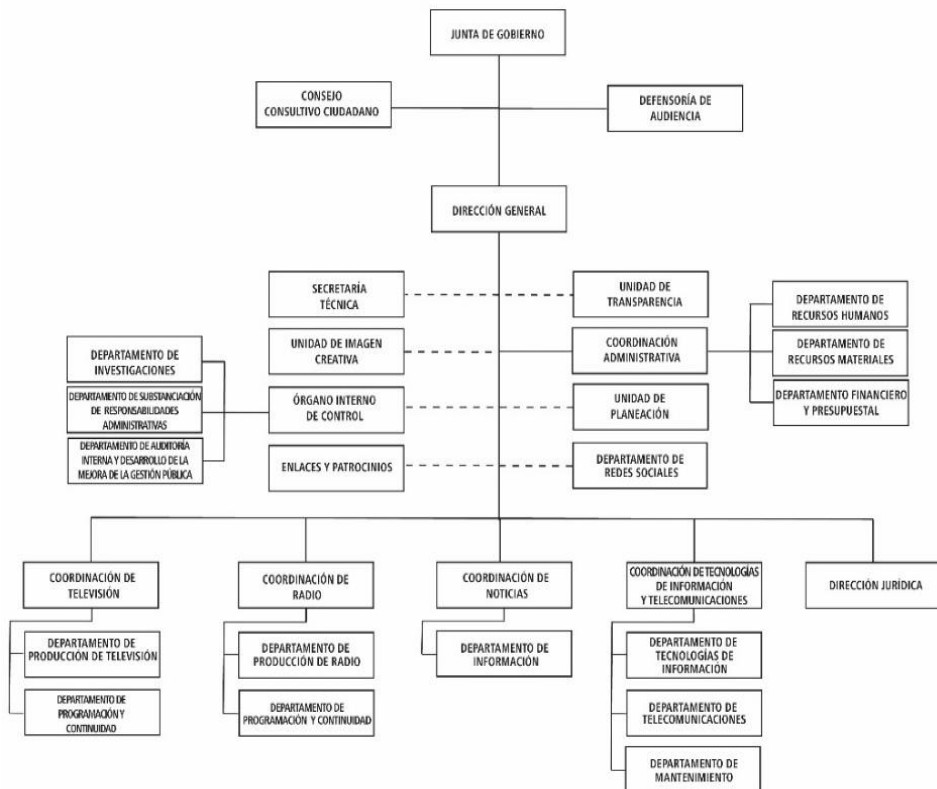 JUNTA DE GOBIERNO
CONSEJO
CONSULTIVO CIUDADANO
DEFENSORÍA DE
AUDIENCIA
DIRECCIÓN GENERAL
SECRETARÍA
TÉCNICA
UNIDAD DE
TRANSPARENCIA
DEPARTAMENTO DE
RECURSOS HUMANOS
UNIDAD DE IMAGEN
CREATIVA
COORDINACIÓN
ADMINISTRATIVA
DEPARTAMENTO DE
RECURSOS MATERIALES
DEPARTAMENTO DE
INVESTIGACIONES
DEPARTAMENTO DE SUBSTANCIACIÓN
DE RESPONSABILIDADES
ADMINISTRATIVAS
ÓRGANO INTERNO
DE CONTROL
UNIDAD DE
PLANEACIÓN
DEPARTAMENTO FINANCIERO
Y PRESUPUESTAL
DEPARTAMENTO DE AUDITORÍA
INTERNA Y DESARROLLO DE LA
MEJORA DE LA GESTIÓN PÚBLICA
ENLACES Y PATROCINIOS
DEPARTAMENTO DE
REDES SOCIALES
COORDINACIÓN DE
TELEVISIÓN
COORDINACIÓN DE
RADIO
COORDINACIÓN DE
NOTICIAS
COORDINACIÓN DE TECNOLOGÍAS
DE INFORMACIÓN
Y TELECOMUNICACIONES
DIRECCIÓN JURÍDICA
DEPARTAMENTO DE
PRODUCCIÓN DE TELEVISIÓN
DEPARTAMENTO DE
PRODUCCIÓN DE RADIO
DEPARTAMENTO DE
INFORMACIÓN
DEPARTAMENTO DE
TECNOLOGÍAS DE
INFORMACIÓN
DEPARTAMENTO DE
PROGRAMACIÓN Y
CONTINUIDAD
DEPARTAMENTO DE
PROGRAMACIÓN Y CONTINUIDAD
DEPARTAMENTO DE
TELECOMUNICACIONES
DEPARTAMENTO DE
MANTENIMIENTO